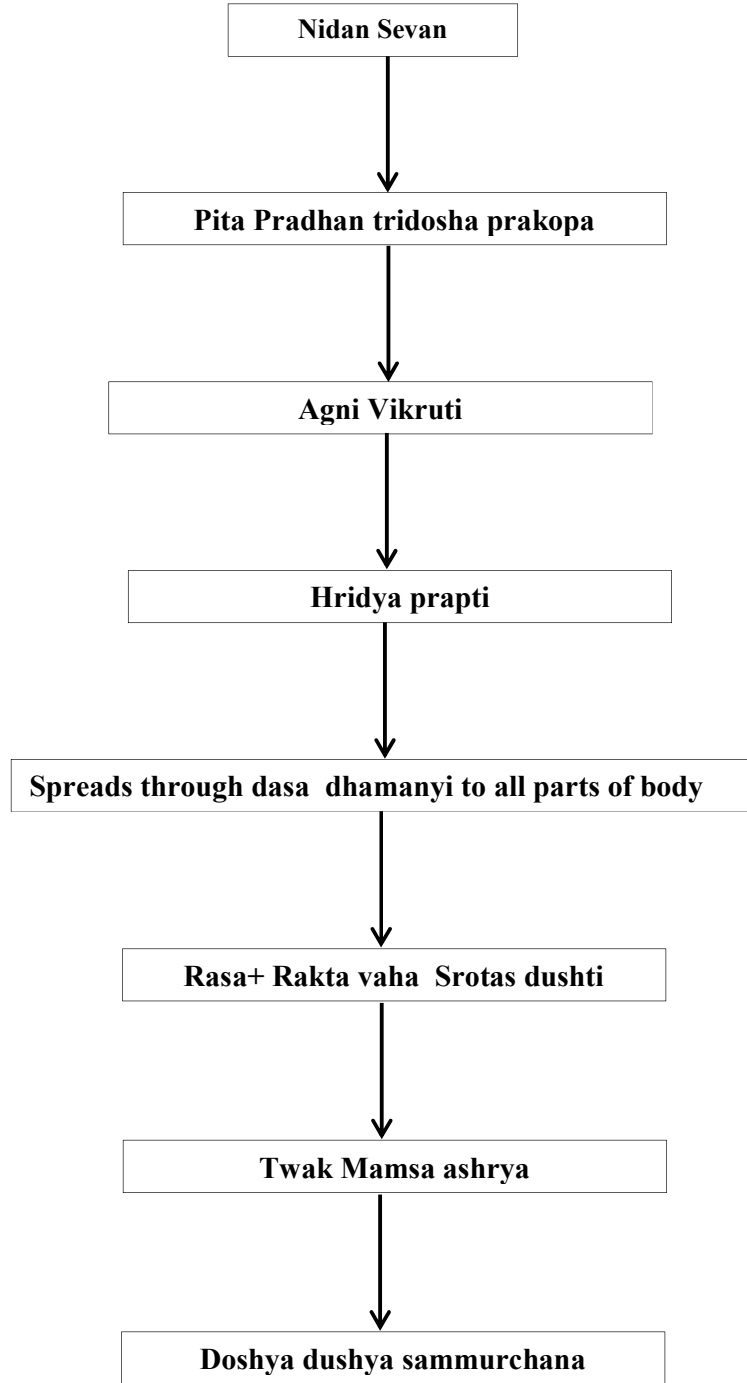 Nidan Sevan
Pita Pradhan tridosha prakopa
Agni Vikruti
Hridya prapti
Spreads through dasa dhamanyi to all parts of body
Rasa+ Rakta vaha Srotas dushti
Twak Mamsa ashrya
Doshya dushya sammurchana